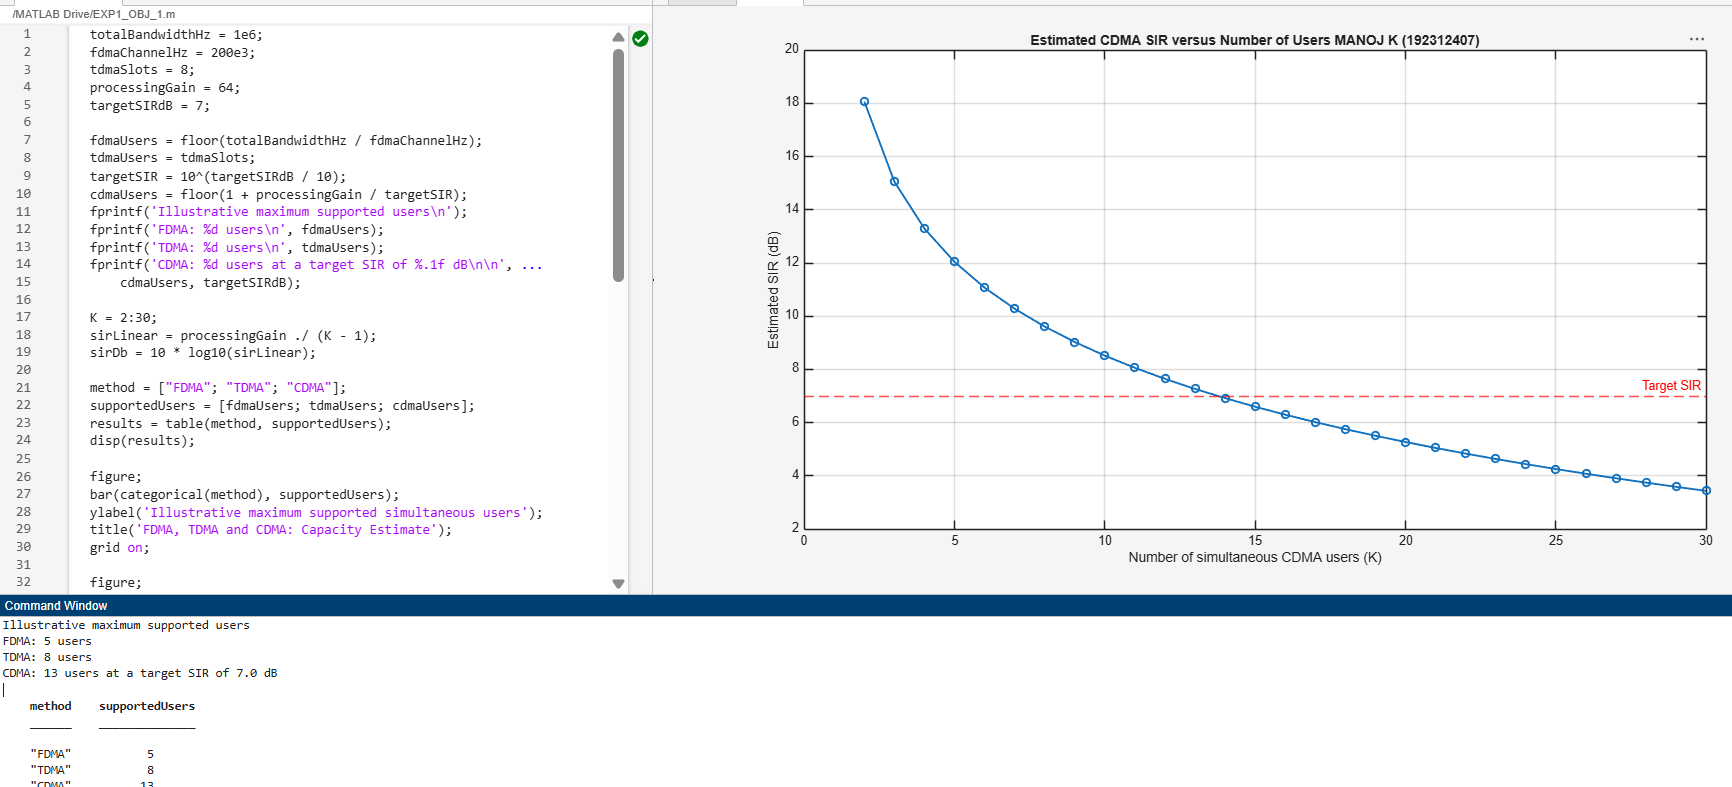 /MATLAB Drive/EXP1_OBJ_1.m
1 totalBandwidthHz = 1e6;
2 fdmaChannelHz = 200e3;
3 tdmaSlots = 8;
4 processingGain = 64;
5 targetSIRdB = 7;
6
7 fdmaUsers = floor(totalBandwidthHz / fdmaChannelHz);
8 tdmaUsers = tdmaSlots;
9 targetSIR = 10^(targetSIRdB / 10);
10 cdmaUsers = floor(1 + processingGain / targetSIR);
11 fprintf('Illustrative maximum supported users\n');
12 fprintf('FDMA: %d users\n', fdmaUsers);
13 fprintf('TDMA: %d users\n', tdmaUsers);
14 fprintf('CDMA: %d users at a target SIR of %.1f dB\n\n', ...
15 cdmaUsers, targetSIRdB);
16
17 K = 2:30;
18 sirLinear = processingGain ./ (K - 1);
19 sirDb = 10 * log10(sirLinear);
20
21 method = ["FDMA"; "TDMA"; "CDMA"];
22 supportedUsers = [fdmaUsers; tdmaUsers; cdmaUsers];
23 results = table(method, supportedUsers);
24 disp(results);
25
26 figure;
27 bar(categorical(method), supportedUsers);
28 ylabel('Illustrative maximum supported simultaneous users');
29 title('FDMA, TDMA and CDMA: Capacity Estimate');
30 grid on;
31
32 figure;
Estimated CDMA SIR versus Number of Users MANOJ K (192312407)
Estimated SIR (dB)
20
18
16
14
12
10
8
6
4
2
Target SIR
0 5 10 15 20 25 30
Number of simultaneous CDMA users (K)
Command Window
Illustrative maximum supported users
FDMA: 5 users
TDMA: 8 users
CDMA: 13 users at a target SIR of 7.0 dB
method supportedUsers
"FDMA" 5
"TDMA" 8
"CDMA" 13